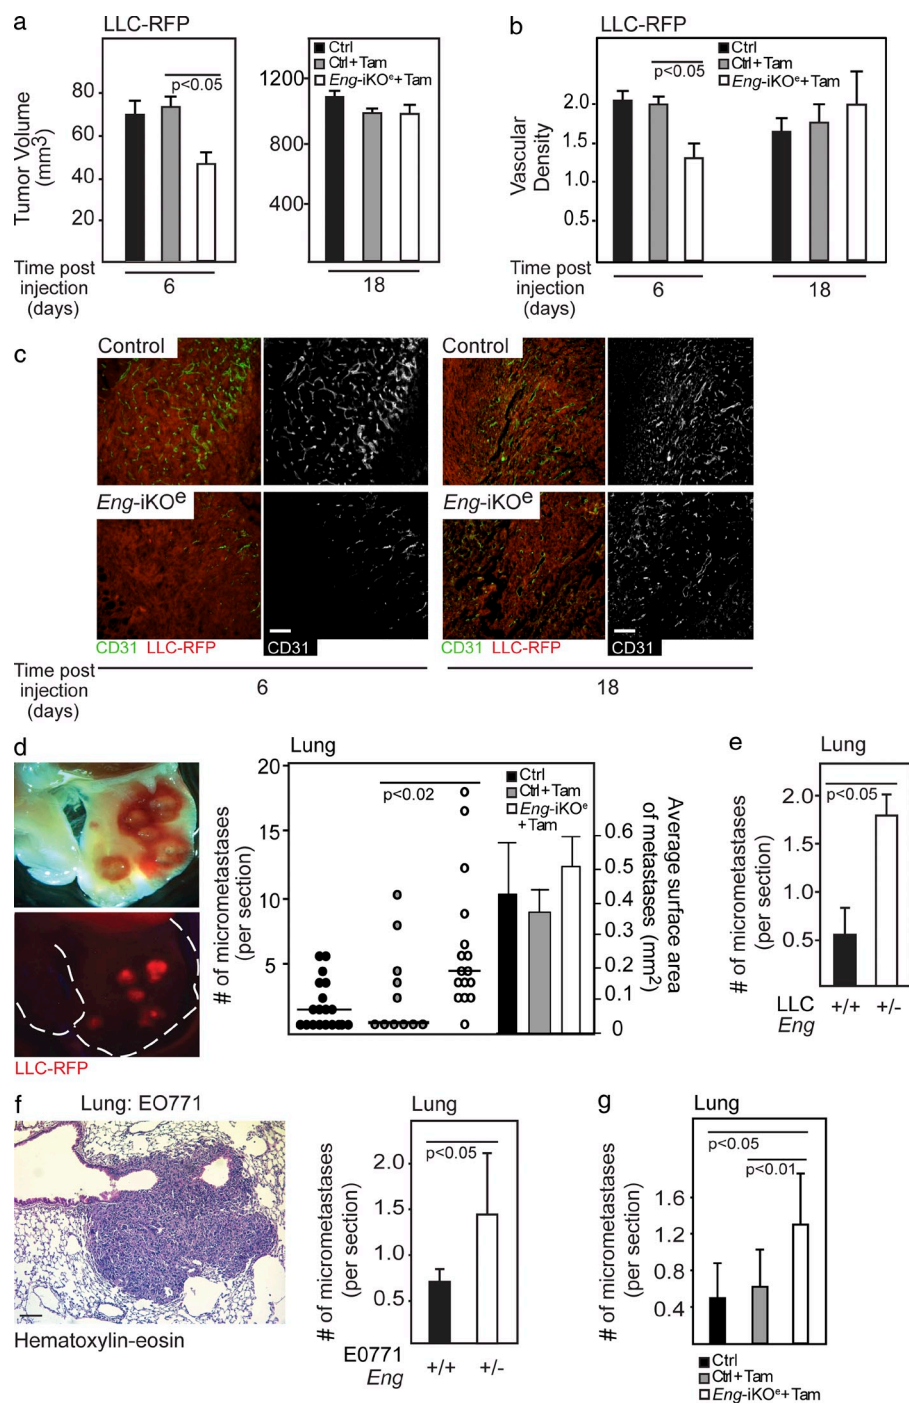 a
LLC-RFP
Tumor Volume
(mm3)
80
60
40
20
p<0.05
1200
800
400
Ctrl
Ctrl+Tam
Eng-iKOe+Tam
Time post
injection
(days)
6
18
b
LLC-RFP
Vascular
Density
2.0
1.5
1.0
0.5
p<0.05
Ctrl
Ctrl+Tam
Eng-iKOe+Tam
Time post
injection
(days)
6
18
c
Control
Control
Eng-iKOe
Eng-iKOe
CD31 LLC-RFP
CD31
CD31 LLC-RFP
CD31
Time post
injection
(days)
6
18
d
LLC-RFP
Lung
# of micrometastases
(per section)
20
15
10
5
p<0.02
Ctrl
Ctrl+Tam
Eng-iKOe
+Tam
0.6
0.5
0.4
0.3
0.2
0.1
0
Average surface area
of metastases (mm2)
e
Lung
# of micrometastases
(per section)
2.0
1.5
1.0
0.5
p<0.05
LLC
Eng
+/+
+/-
f
Lung: EO771
Hematoxylin-eosin
Lung
# of micrometastases
(per section)
2.0
1.5
1.0
0.5
p<0.05
E0771
Eng
+/+
+/-
g
Lung
# of micrometastases
(per section)
1.6
1.2
0.8
0.4
p<0.05
p<0.01
Ctrl
Ctrl+Tam
Eng-iKOe+Tam